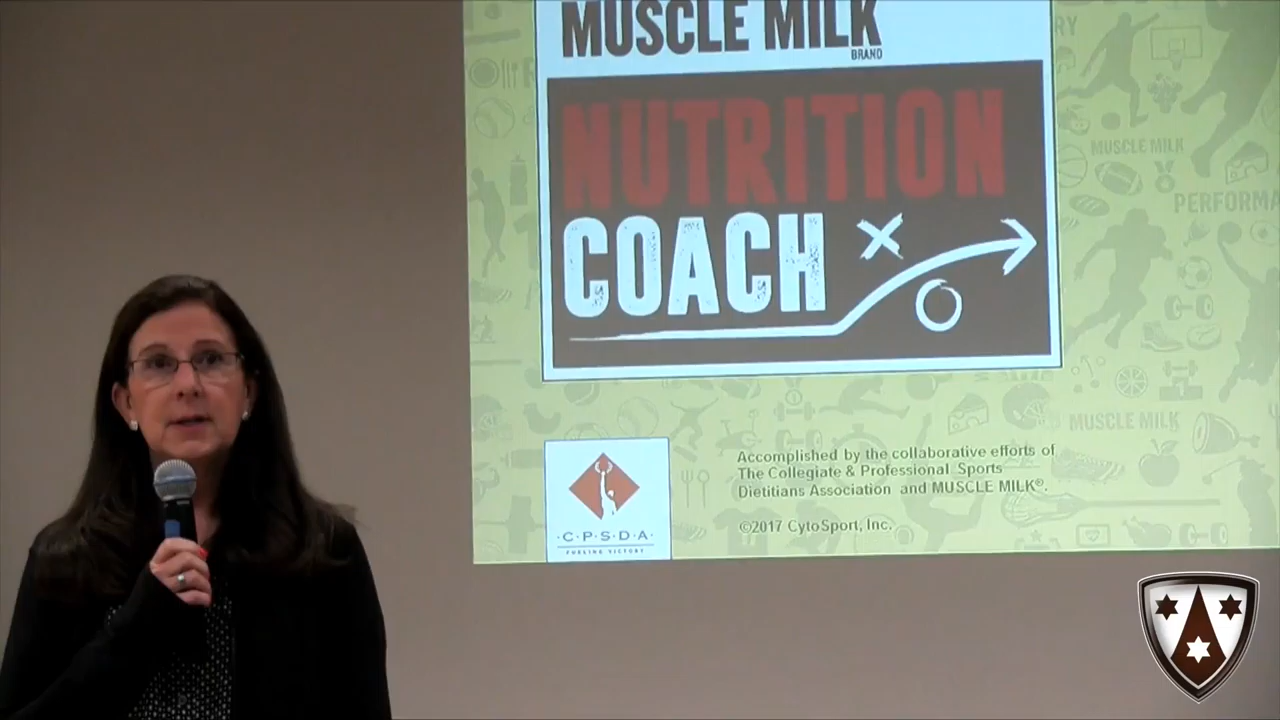 MUSCLE MILK
BRAND
NUTRITION
COACH
RY
MUSCLE MILK
PERFORMA
MUSCLE MILK
Accomplished by the collaborative efforts of
The Collegiate & Professional Sports
Dietitians Association and MUSCLE MILK®.
©2017 CytoSport, Inc.
·C·P·S·D·A·
FUELING VICTORY